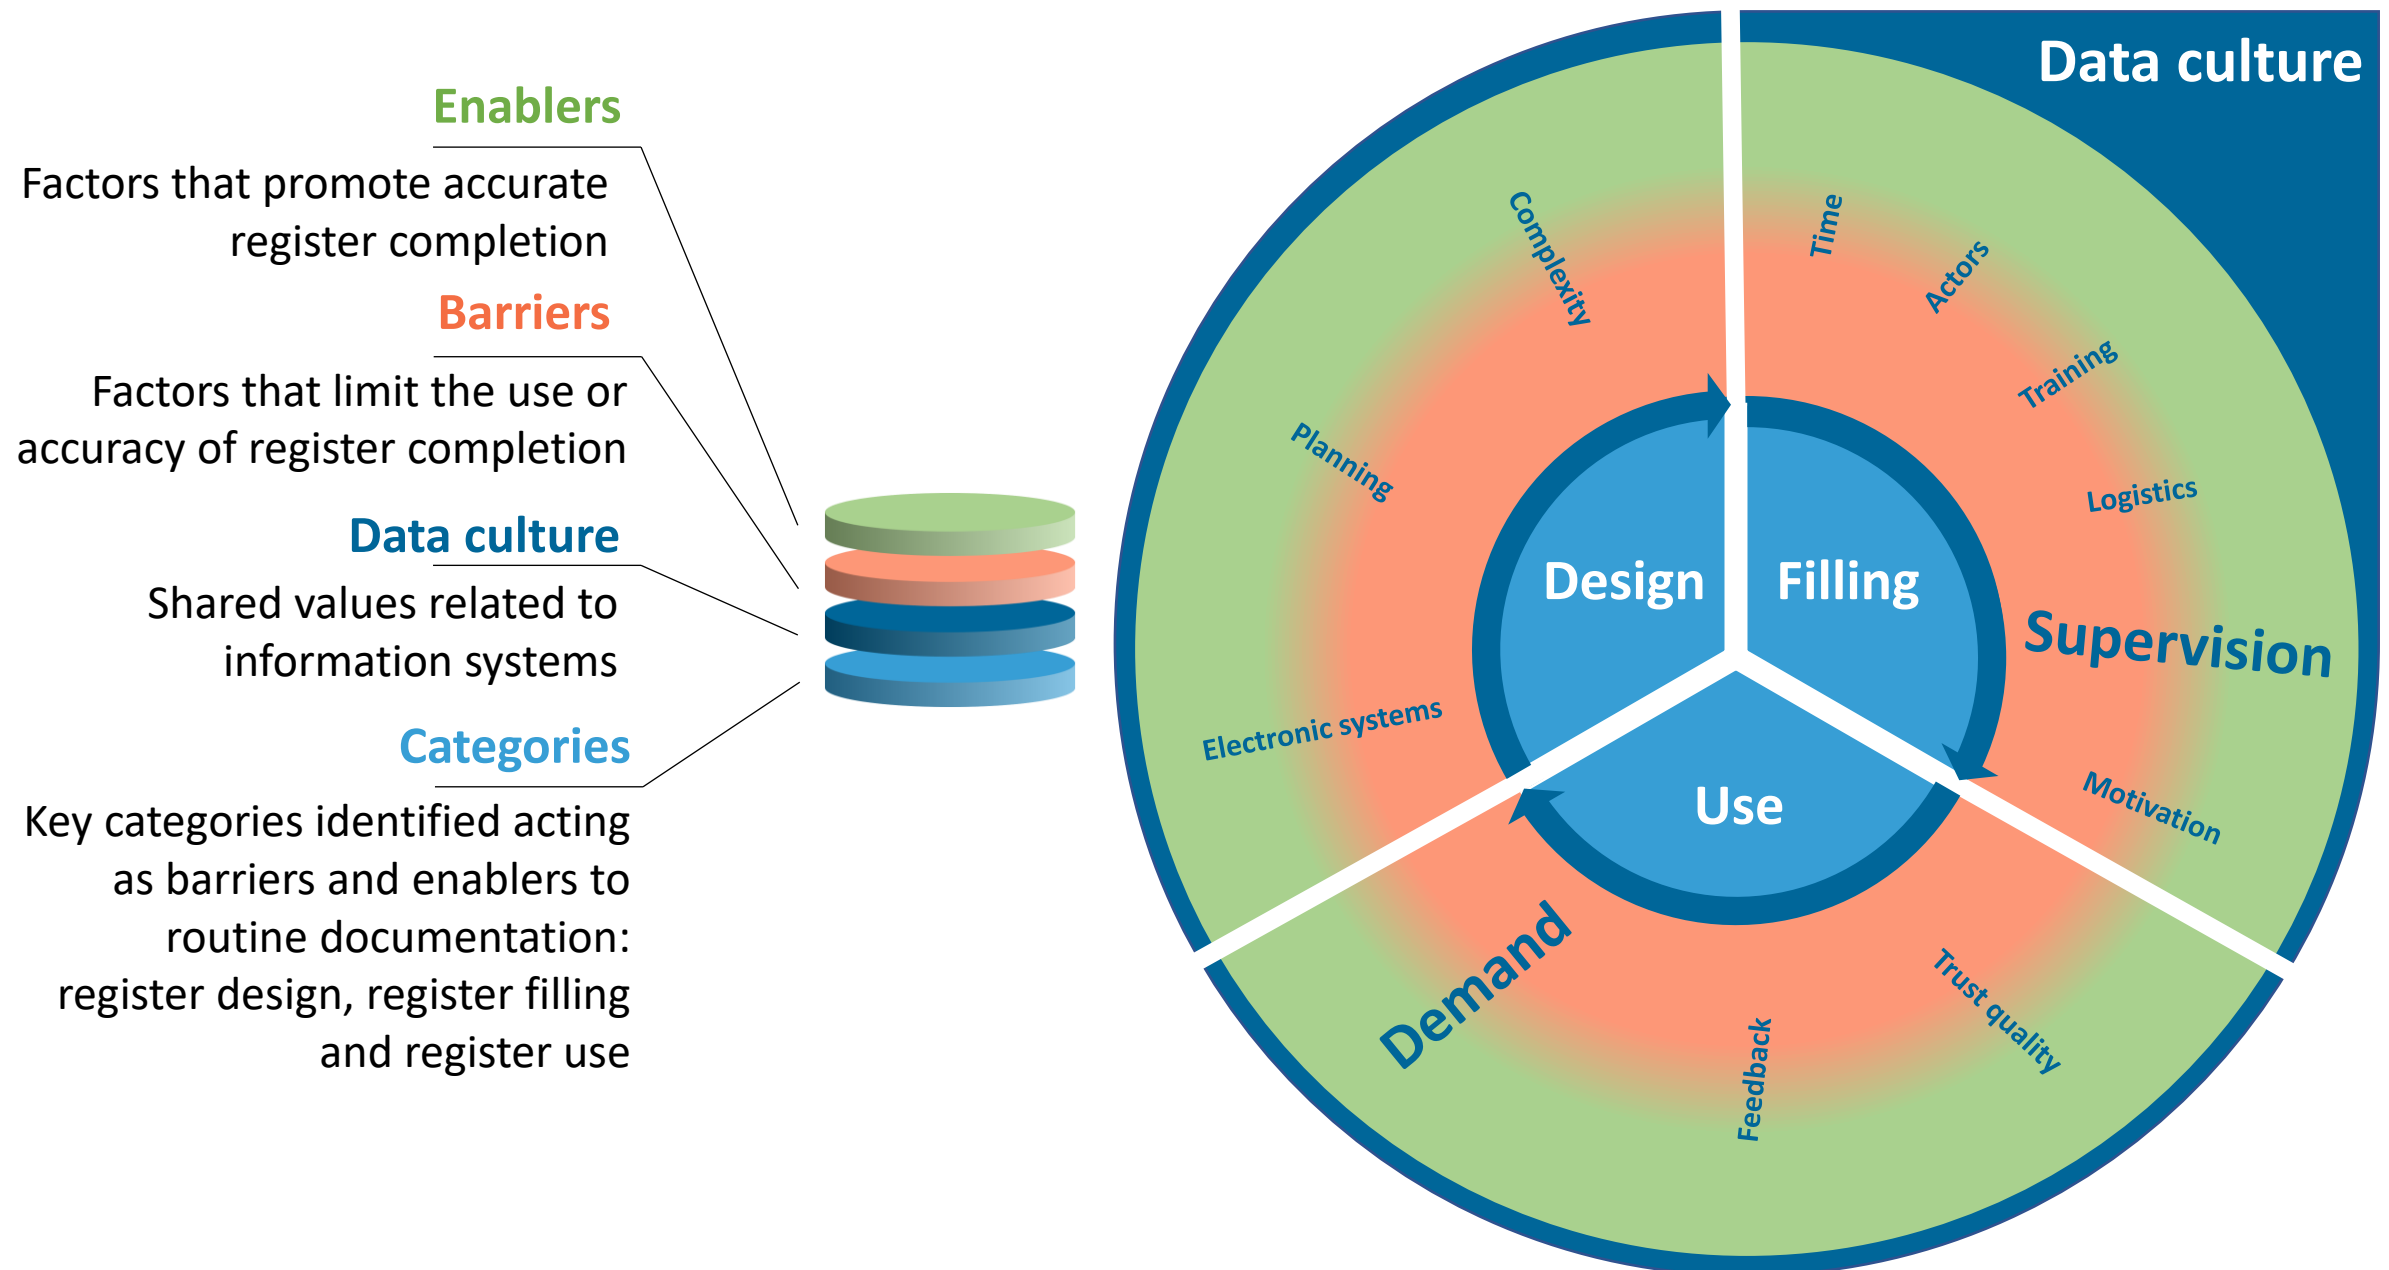 Enablers
Factors that promote accurate
register completion
Barriers
Factors that limit the use or
accuracy of register completion
Data culture
Shared values related to
information systems
Categories
Key categories identified acting
as barriers and enablers to
routine documentation:
register design, register filling
and register use
Data culture
Complexity
Planning
Electronic systems
Time
Actors
Training
Logistics
Supervision
Motivation
Design
Filling
Use
Demand
Feedback
Trust quality